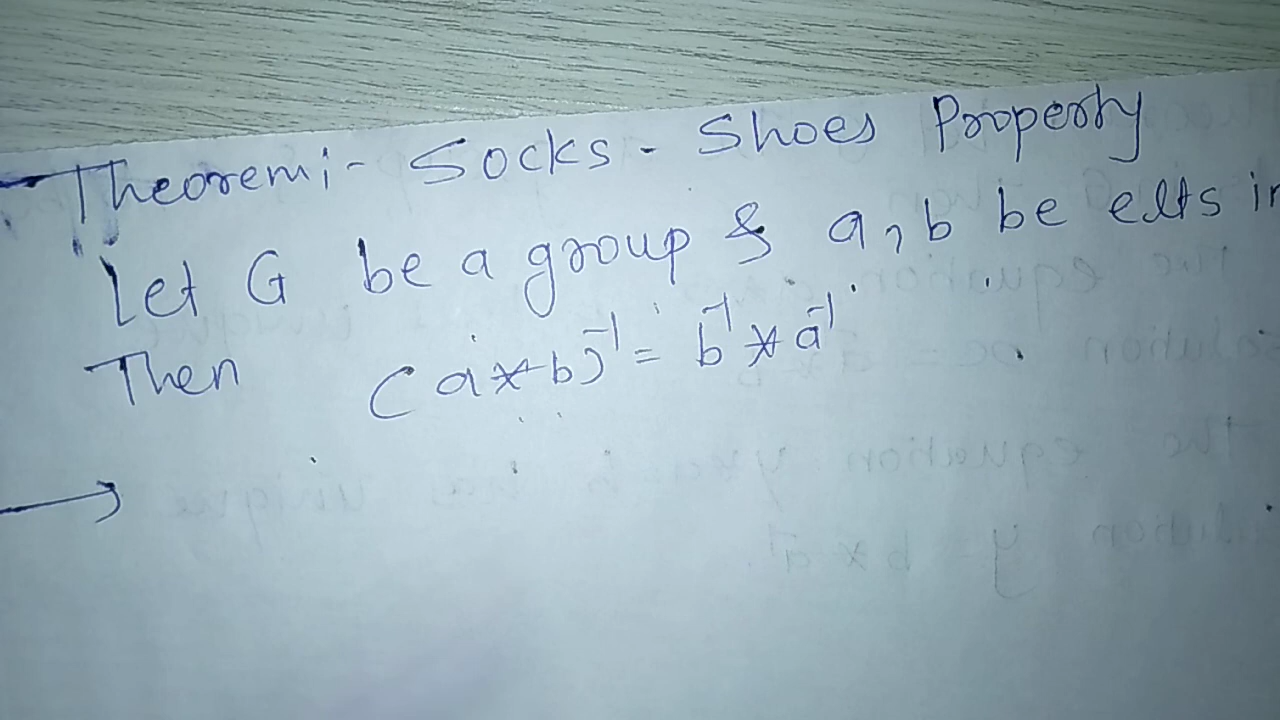 Theorem:- Socks - Shoes Property
Let G be a group & a, b be elts in
Then (a*b)⁻¹ = b⁻¹ * a⁻¹
→